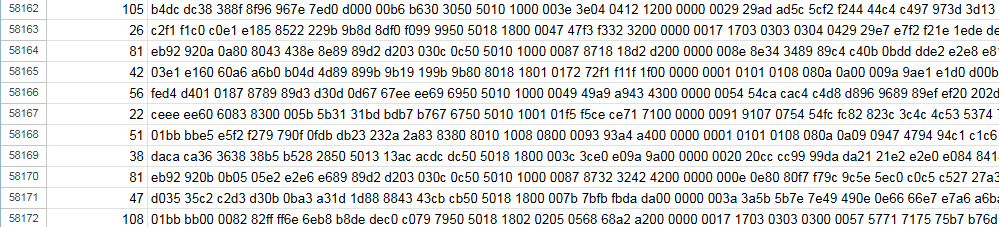 58162 105 b4dc dc38 388f 8f96 967e 7ed0 d000 00b6 b630 3050 5010 1000 003e 3e04 0412 1200 0000 0029 29ad ad5c 5cf2 f244 44c4 c497 973d 3d13
58163 26 c2f1 f1c0 c0e1 e185 8522 229b 9b8d 8df0 f099 9950 5018 1800 0047 47f3 f332 3200 0000 0017 1703 0303 0304 0429 29e7 e7f2 f21e 1ede de
58164 81 eb92 920a 0a80 8043 438e 8e89 89d2 d203 030c 0c50 5010 1000 0087 8718 18d2 d200 0000 008e 8e34 3489 89c4 c40b 0bdd dde2 e2e8 e8
58165 42 03e1 e160 60a6 a6b0 b04d 4d89 899b 9b19 199b 9b80 8018 1801 0172 72f1 f11f 1f00 0000 0001 0101 0108 080a 0a00 009a 9ae1 e1d0 d00b
58166 56 fed4 d401 0187 8789 89d3 d30d 0d67 67ee ee69 6950 5010 1000 0049 49a9 a943 4300 0000 0054 54ca cac4 c4d8 d896 9689 89ef ef20 202d
58167 22 ceee ee60 6083 8300 005b 5b31 31bd bdb7 b767 6750 5010 1001 01f5 f5ce ce71 7100 0000 0091 9107 0754 54fc fc82 823c 3c4c 4c53 5374
58168 51 01bb bbe5 e5f2 f279 790f 0fdb db23 232a 2a83 8380 8010 1008 0800 0093 93a4 a400 0000 0001 0101 0108 080a 0a09 0947 4794 94c1 c1c6
58169 38 daca ca36 3638 38b5 b528 2850 5013 13ac acdc dc50 5018 1800 003c 3ce0 e09a 9a00 0000 0020 20cc cc99 99da da21 21e2 e2e0 e084
58170 81 eb92 920b 0b05 05e2 e2e6 e689 89d2 d203 030c 0c50 5010 1000 0087 8732 3242 4200 0000 000e 0e80 80f7 f79c 9c5e 5ec0 c0c5 c527
58171 47 d035 35c2 c2d3 d30b 0ba3 a31d 1d88 8843 43cb cb50 5018 1800 007b 7bfb fbda da00 0000 003a 3a5b 5b7e 7e49 490e 0e66 66e7 e7a6
58172 108 01bb bb00 0082 82ff ff6e 6eb8 b8de dec0 c079 7950 5018 1802 0205 0568 68a2 a200 0000 0017 1703 0303 0300 0057 5771 7175 75b7